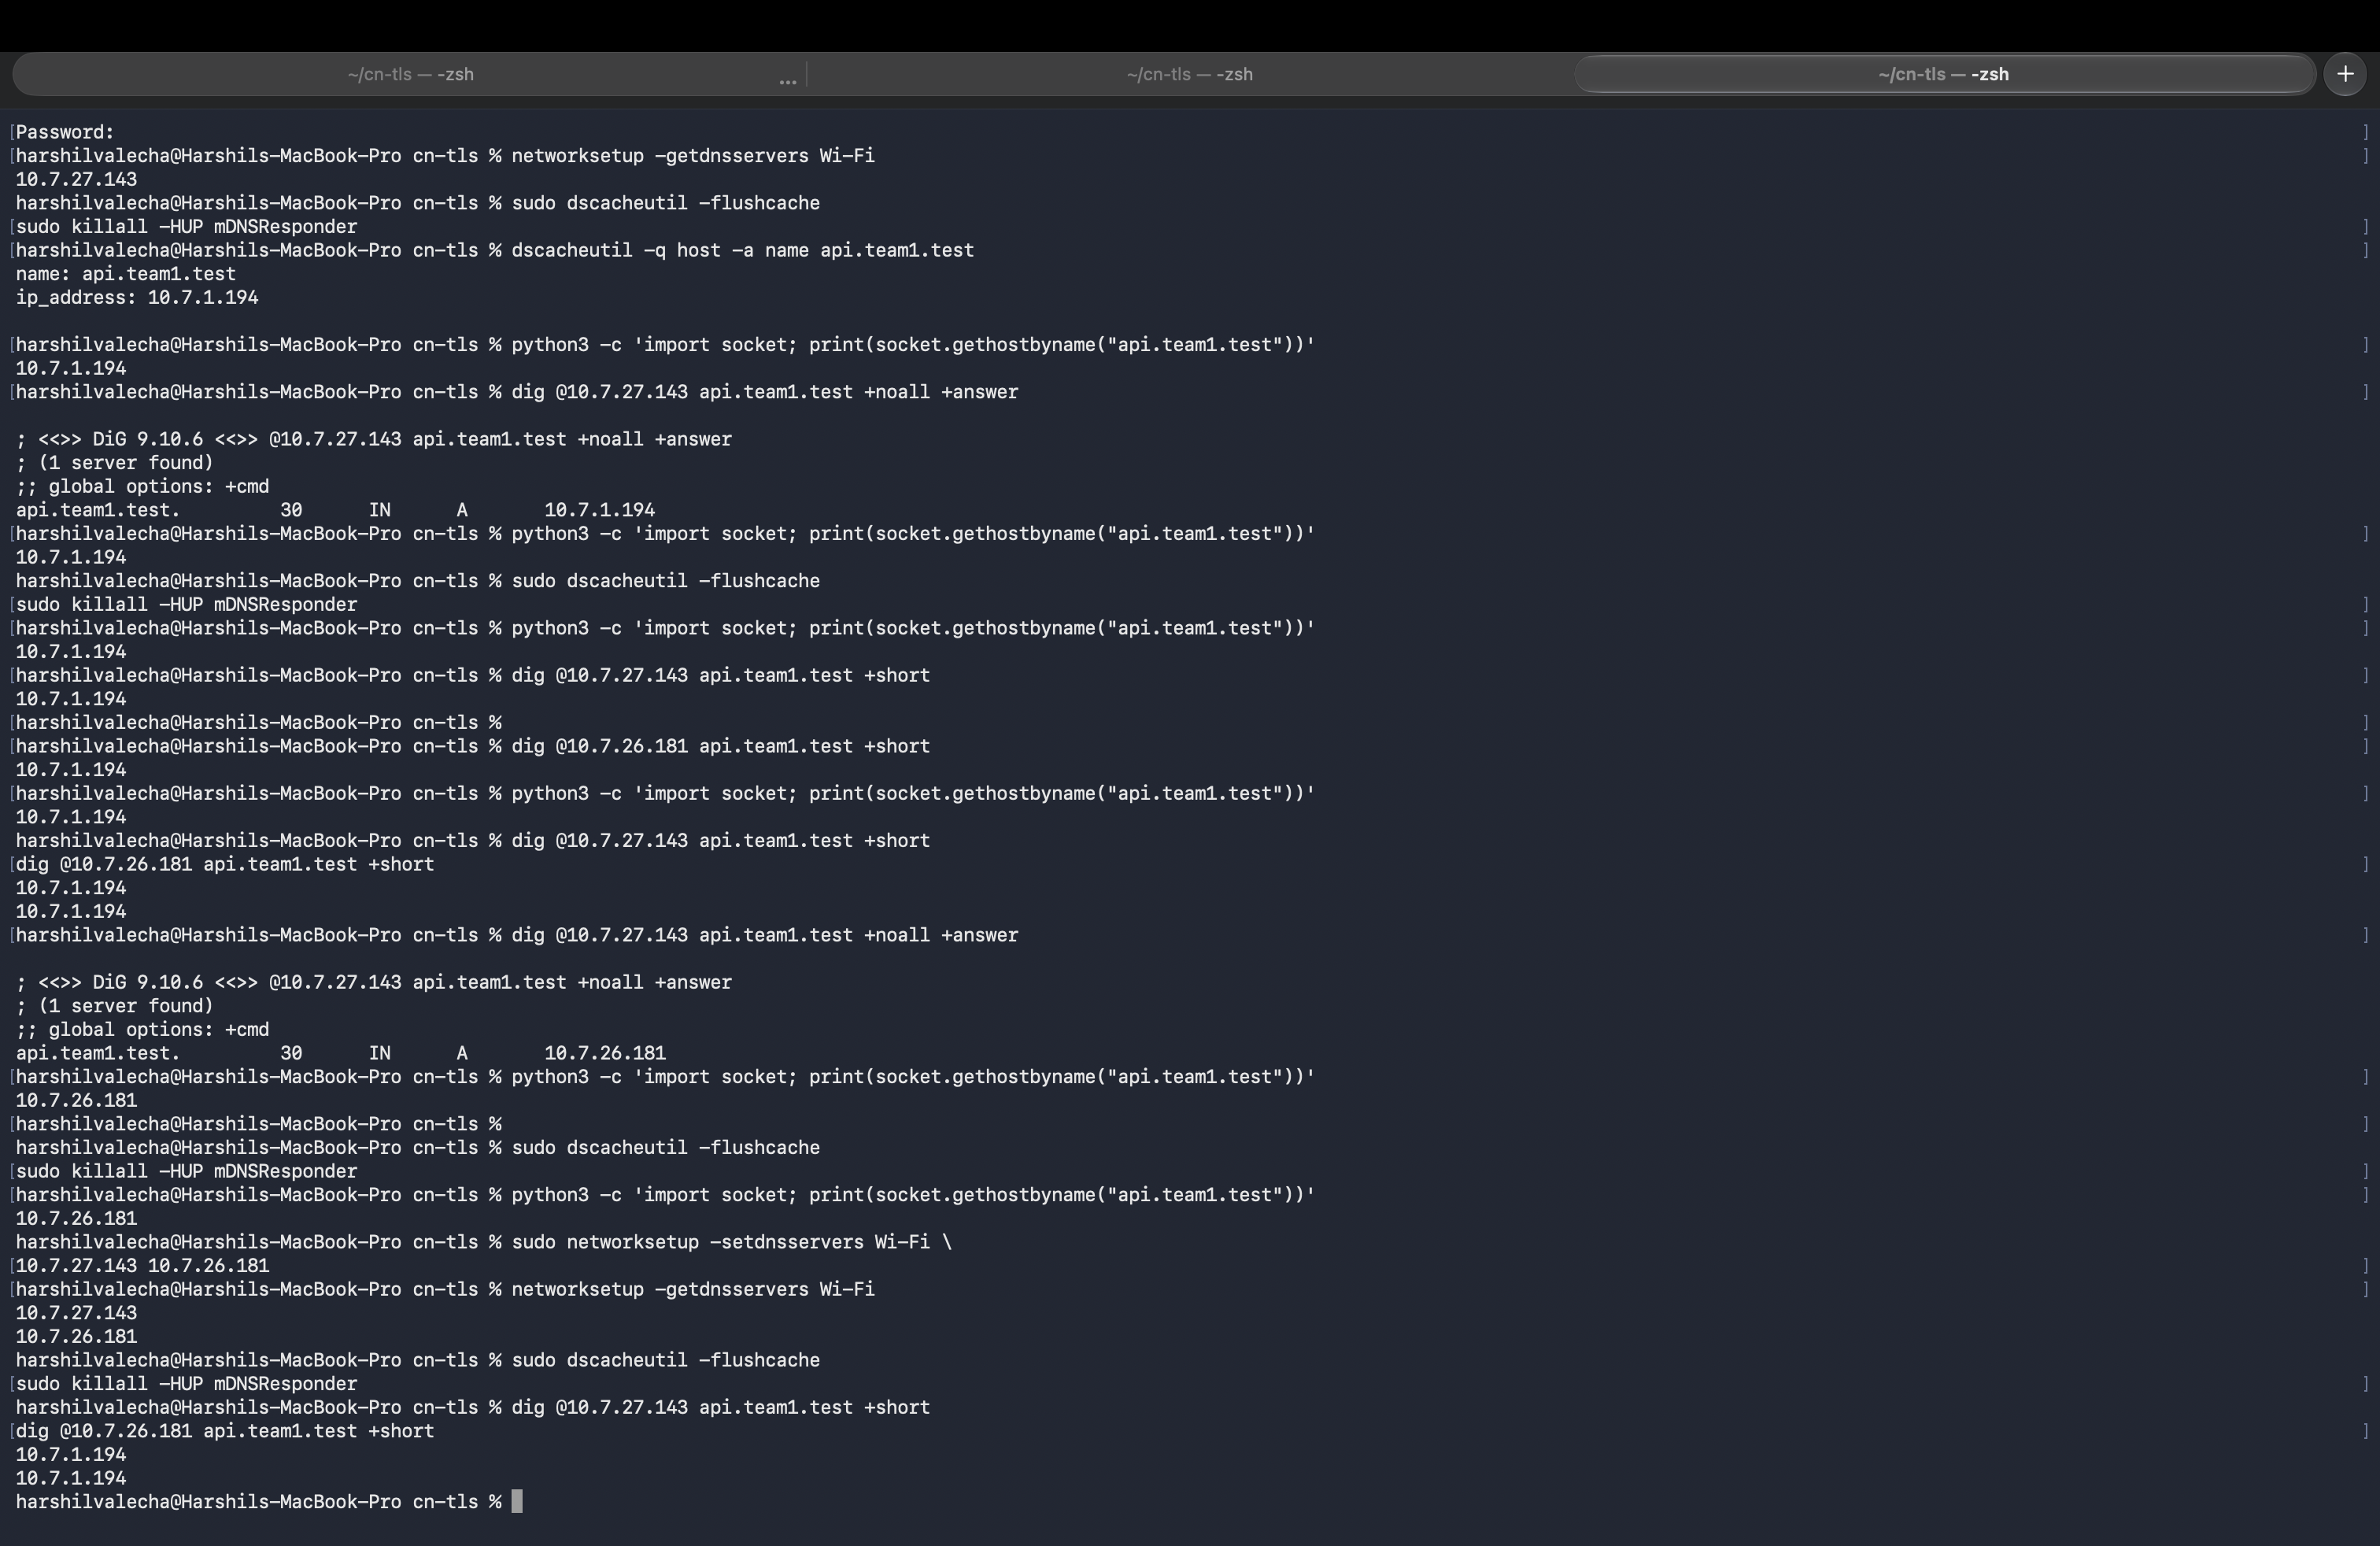 ~/cn-tls — -zsh ... ~/cn-tls — -zsh ~/cn-tls — -zsh +
[Password: ]
[harshilvalecha@Harshils-MacBook-Pro cn-tls % networksetup -getdnsservers Wi-Fi ]
10.7.27.143
harshilvalecha@Harshils-MacBook-Pro cn-tls % sudo dscacheutil -flushcache
[sudo killall -HUP mDNSResponder ]
[harshilvalecha@Harshils-MacBook-Pro cn-tls % dscacheutil -q host -a name api.team1.test ]
name: api.team1.test
ip_address: 10.7.1.194
[harshilvalecha@Harshils-MacBook-Pro cn-tls % python3 -c 'import socket; print(socket.gethostbyname("api.team1.test"))' ]
10.7.1.194
[harshilvalecha@Harshils-MacBook-Pro cn-tls % dig @10.7.27.143 api.team1.test +noall +answer ]
; <<>> DiG 9.10.6 <<>> @10.7.27.143 api.team1.test +noall +answer
; (1 server found)
;; global options: +cmd
api.team1.test. 30 IN A 10.7.1.194
[harshilvalecha@Harshils-MacBook-Pro cn-tls % python3 -c 'import socket; print(socket.gethostbyname("api.team1.test"))' ]
10.7.1.194
harshilvalecha@Harshils-MacBook-Pro cn-tls % sudo dscacheutil -flushcache
[sudo killall -HUP mDNSResponder ]
[harshilvalecha@Harshils-MacBook-Pro cn-tls % python3 -c 'import socket; print(socket.gethostbyname("api.team1.test"))' ]
10.7.1.194
[harshilvalecha@Harshils-MacBook-Pro cn-tls % dig @10.7.27.143 api.team1.test +short ]
10.7.1.194
[harshilvalecha@Harshils-MacBook-Pro cn-tls % ]
[harshilvalecha@Harshils-MacBook-Pro cn-tls % dig @10.7.26.181 api.team1.test +short ]
10.7.1.194
[harshilvalecha@Harshils-MacBook-Pro cn-tls % python3 -c 'import socket; print(socket.gethostbyname("api.team1.test"))' ]
10.7.1.194
harshilvalecha@Harshils-MacBook-Pro cn-tls % dig @10.7.27.143 api.team1.test +short
[dig @10.7.26.181 api.team1.test +short ]
10.7.1.194
10.7.1.194
[harshilvalecha@Harshils-MacBook-Pro cn-tls % dig @10.7.27.143 api.team1.test +noall +answer ]
; <<>> DiG 9.10.6 <<>> @10.7.27.143 api.team1.test +noall +answer
; (1 server found)
;; global options: +cmd
api.team1.test. 30 IN A 10.7.26.181
[harshilvalecha@Harshils-MacBook-Pro cn-tls % python3 -c 'import socket; print(socket.gethostbyname("api.team1.test"))' ]
10.7.26.181
[harshilvalecha@Harshils-MacBook-Pro cn-tls % ]
harshilvalecha@Harshils-MacBook-Pro cn-tls % sudo dscacheutil -flushcache
[sudo killall -HUP mDNSResponder ]
[harshilvalecha@Harshils-MacBook-Pro cn-tls % python3 -c 'import socket; print(socket.gethostbyname("api.team1.test"))' ]
10.7.26.181
harshilvalecha@Harshils-MacBook-Pro cn-tls % sudo networksetup -setdnsservers Wi-Fi \
[10.7.27.143 10.7.26.181 ]
[harshilvalecha@Harshils-MacBook-Pro cn-tls % networksetup -getdnsservers Wi-Fi ]
10.7.27.143
10.7.26.181
harshilvalecha@Harshils-MacBook-Pro cn-tls % sudo dscacheutil -flushcache
[sudo killall -HUP mDNSResponder ]
harshilvalecha@Harshils-MacBook-Pro cn-tls % dig @10.7.27.143 api.team1.test +short
[dig @10.7.26.181 api.team1.test +short ]
10.7.1.194
10.7.1.194
harshilvalecha@Harshils-MacBook-Pro cn-tls %